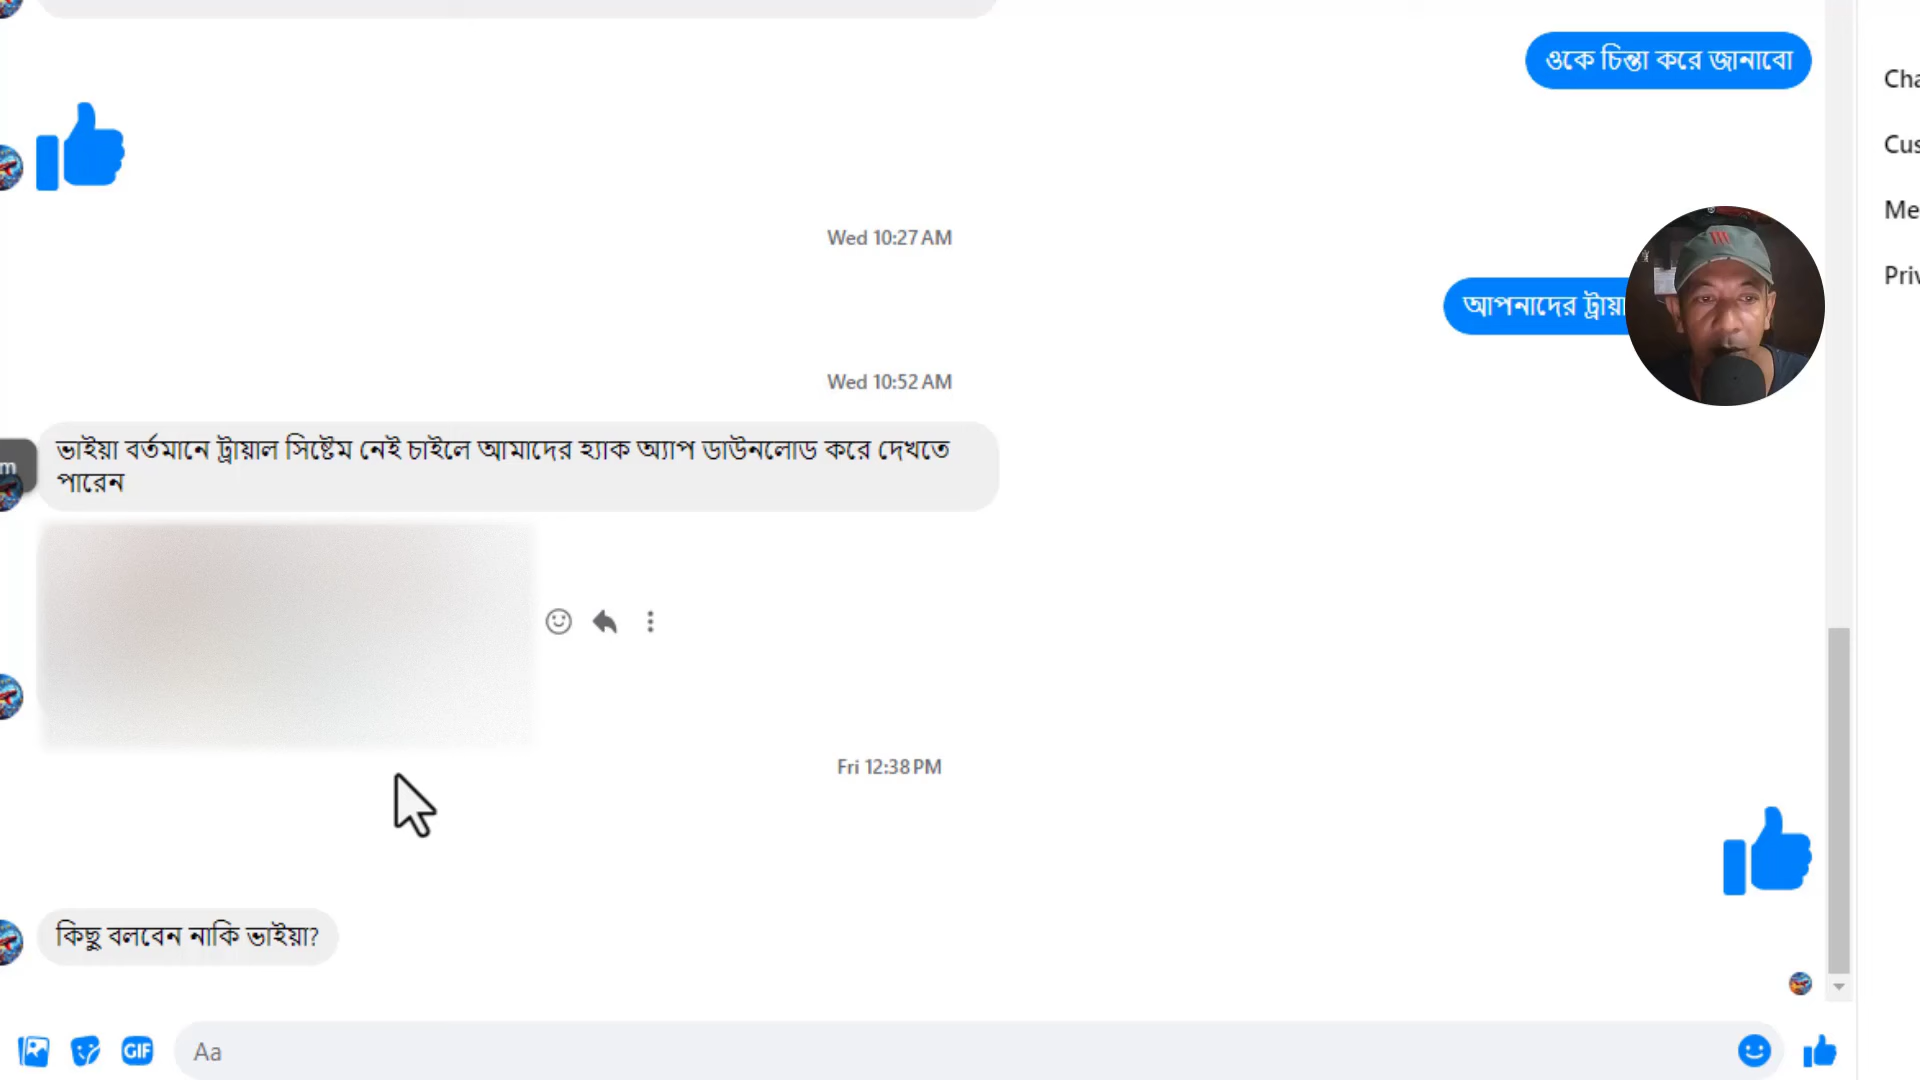 ওকে চিন্তা করে জানাবো
Cha
Cus
Wed 10:27 AM
Me
Priv
আপনাদের
Wed 10:52 AM
m
ভাইয়া বর্তমানে ট্রায়াল সিষ্টেম নেই চাইলে আমাদের হ্যাক অ্যাপ ডাউনলোড করে দেখতে
পারেন
Fri 12:38 PM
কিছু বলবেন নাকি ভাইয়া?
GIF
Aa